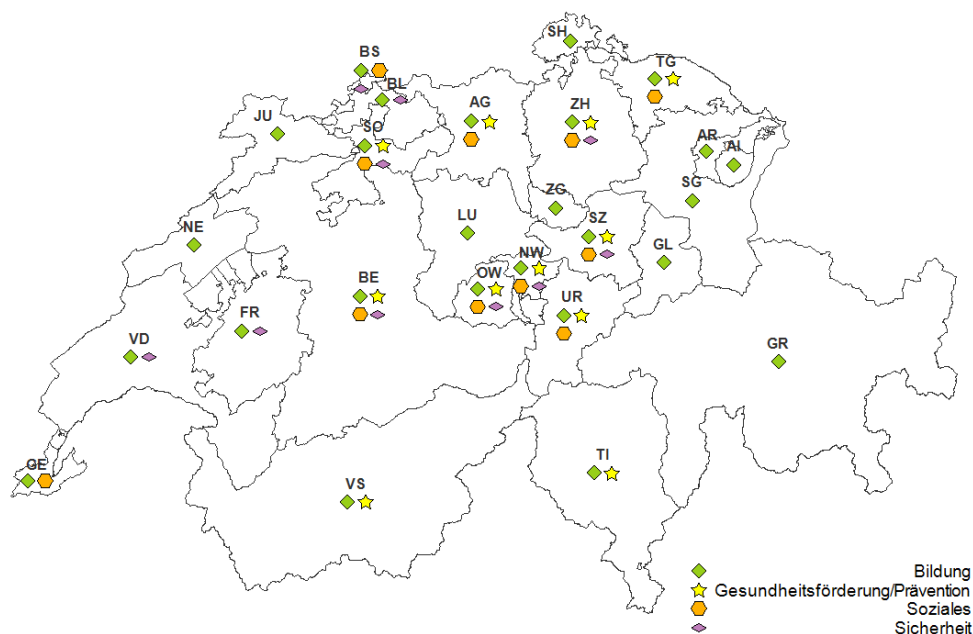 SH
BS
TG
BL
AG
ZH
JU
SO
AR
AI
ZG
SG
LU
SZ
NE
NW
GL
BE
OW
UR
FR
VD
GR
TI
GE
VS
Bildung
Gesundheitsförderung/Prävention
Soziales
Sicherheit